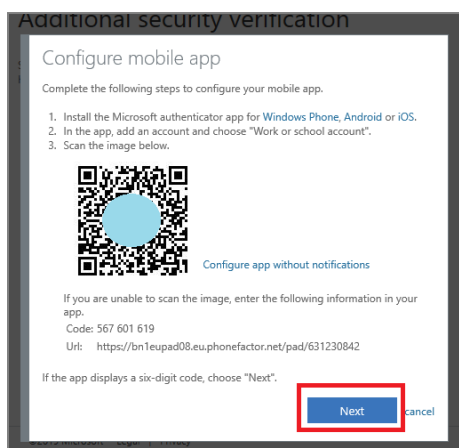 Additional security verification
Configure mobile app
Complete the following steps to configure your mobile app.
1. Install the Microsoft authenticator app for Windows Phone, Android or iOS.
2. In the app, add an account and choose "Work or school account".
3. Scan the image below.
Configure app without notifications
If you are unable to scan the image, enter the following information in your
app.
Code: 567 601 619
Url: https://bn1eupad08.eu.phonefactor.net/pad/631230842
If the app displays a six-digit code, choose "Next".
Next cancel
©2015 Microsoft Legal | Privacy